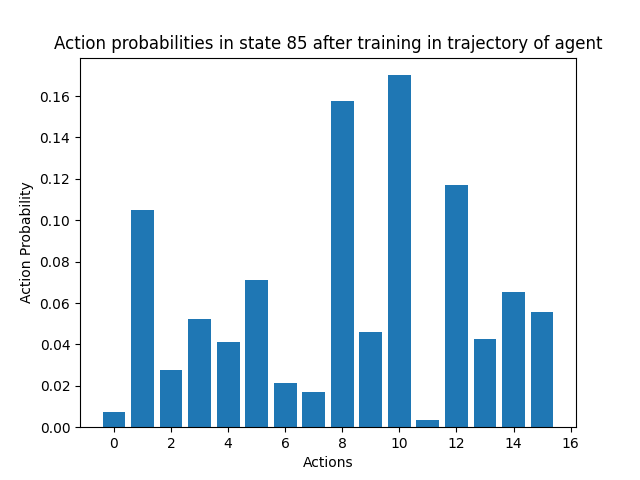 Action probabilities in state 85 after training in trajectory of agent
0.16
0.14
0.12
0.10
0.08
0.06
0.04
0.02
0.00
Action Probability
0 2 4 6 8 10 12 14 16
Actions